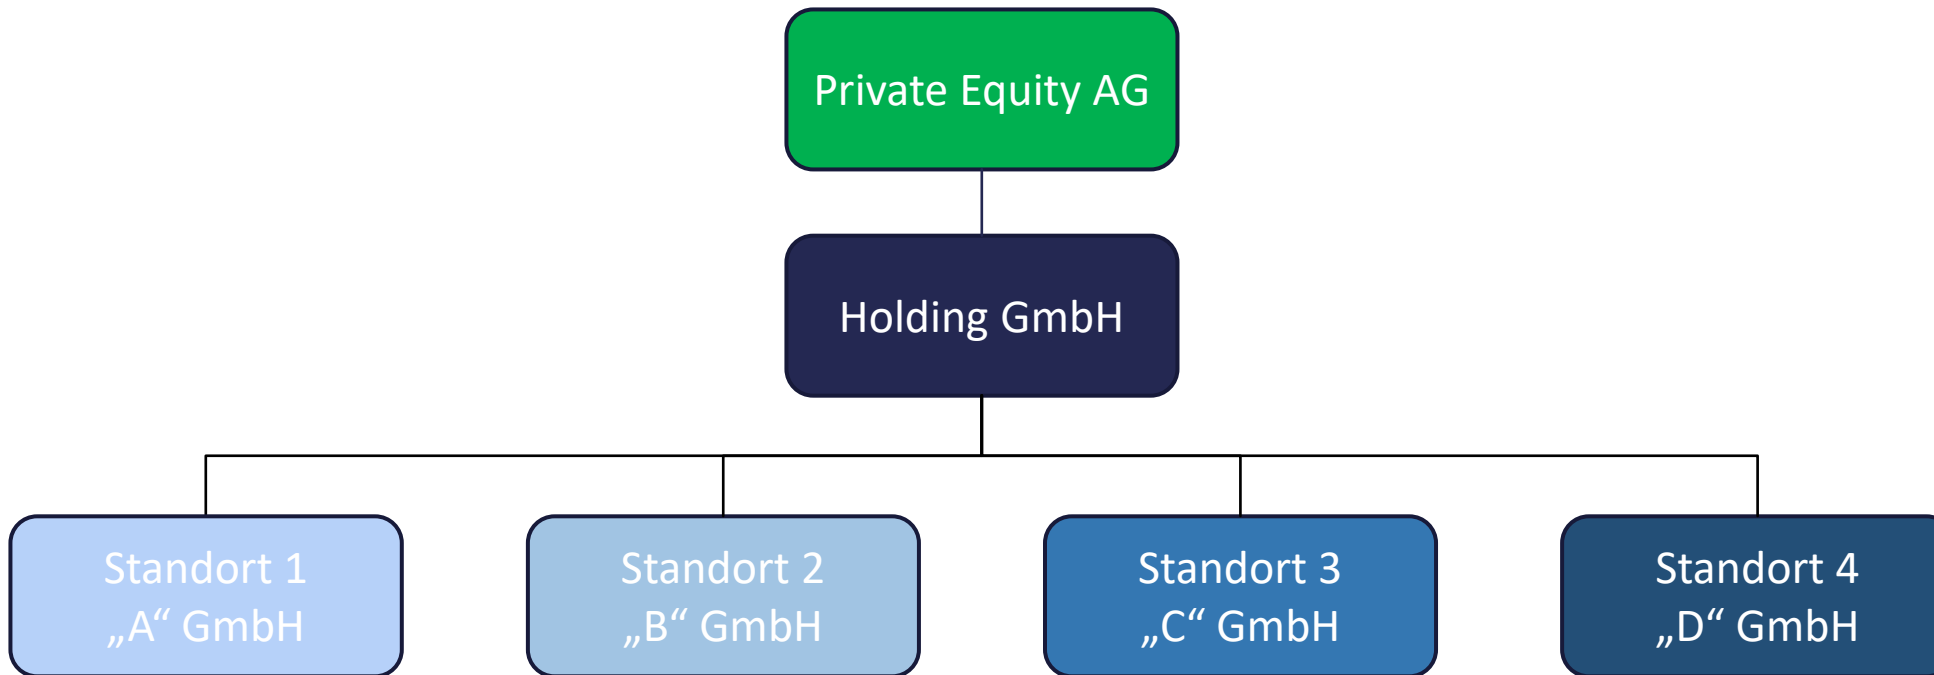 Private Equity AG
Holding GmbH
Standort 1
„A“ GmbH
Standort 2
„B“ GmbH
Standort 3
„C“ GmbH
Standort 4
„D“ GmbH